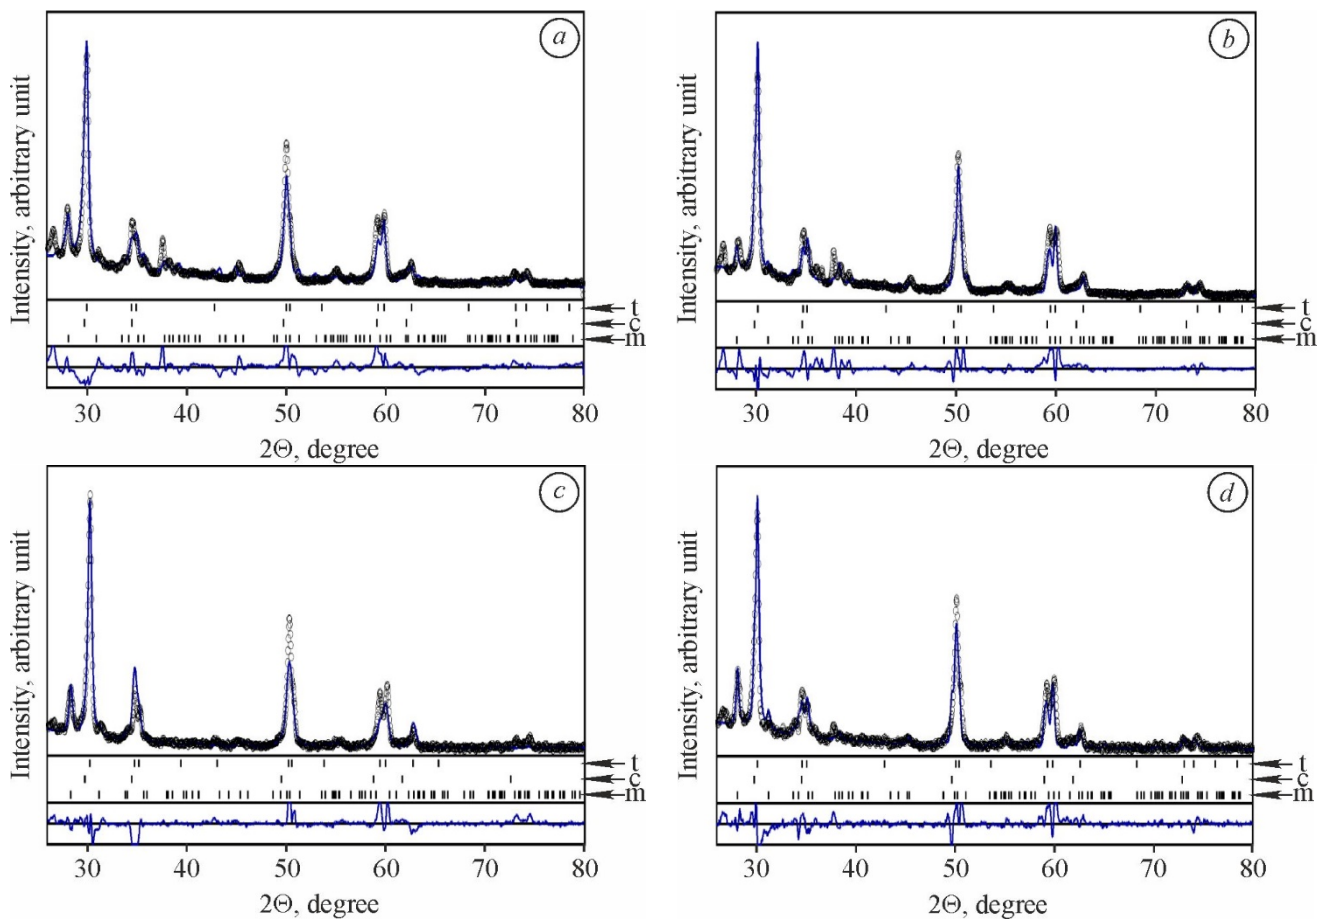 a
Intensity, arbitrary unit
t
c
m
30 40 50 60 70 80
2Θ, degree
b
Intensity, arbitrary unit
t
c
m
30 40 50 60 70 80
2Θ, degree
c
Intensity, arbitrary unit
t
c
m
30 40 50 60 70 80
2Θ, degree
d
Intensity, arbitrary unit
t
c
m
30 40 50 60 70 80
2Θ, degree